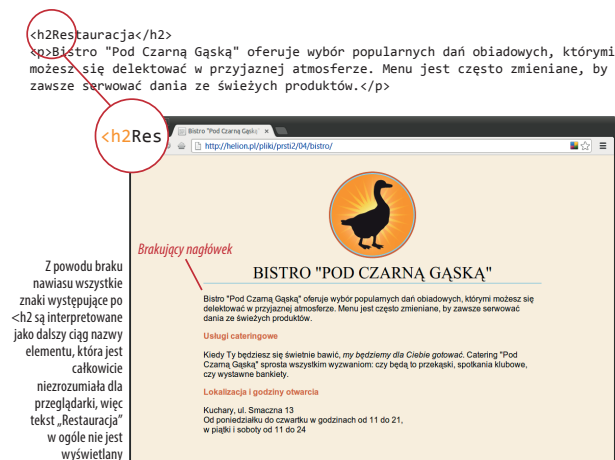 <h2Restauracja</h2>
<p>Bistro "Pod Czarną Gąską" oferuje wybór popularnych dań obiadowych, którymi
możesz się delektować w przyjaznej atmosferze. Menu jest często zmieniane, by
zawsze serwować dania ze świeżych produktów.</p>
<h2Res
Bistro "Pod Czarną Gąską" ×
http://helion.pl/pliki/prsti2/04/bistro/
Brakujący nagłówek
BISTRO "POD CZARNĄ GĄSKĄ"
Bistro "Pod Czarną Gąską" oferuje wybór popularnych dań obiadowych, którymi możesz się
delektować w przyjaznej atmosferze. Menu jest często zmieniane, by zawsze serwować
dania ze świeżych produktów.
Usługi cateringowe
Kiedy Ty będziesz się świetnie bawić, my będziemy dla Ciebie gotować. Catering "Pod
Czarną Gąską" sprosta wszystkim wyzwaniom: czy będą to przekąski, spotkania klubowe,
czy wystawne bankiety.
Lokalizacja i godziny otwarcia
Kuchary, ul. Smaczna 13
Od poniedziałku do czwartku w godzinach od 11 do 21,
w piątki i soboty od 11 do 24
Z powodu braku
nawiasu wszystkie
znaki występujące po
<h2 są interpretowane
jako dalszy ciąg nazwy
elementu, która jest
całkowicie
niezrozumiała dla
przeglądarki, więc
tekst „Restauracja”
w ogóle nie jest
wyświetlany